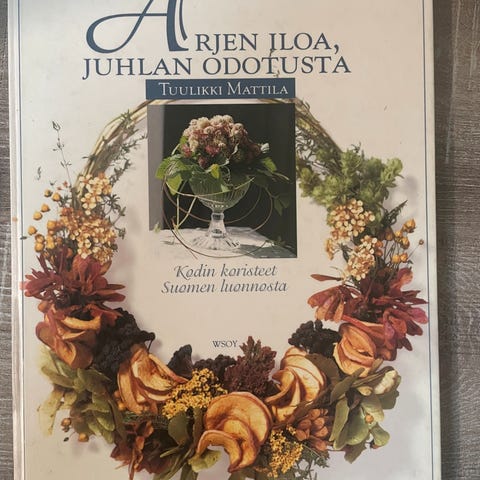 ARJEN ILOA,
JUHLAN ODOTUSTA
TUULIKKI MATTILA
Kodin koristeet
Suomen luonnosta
WSOY